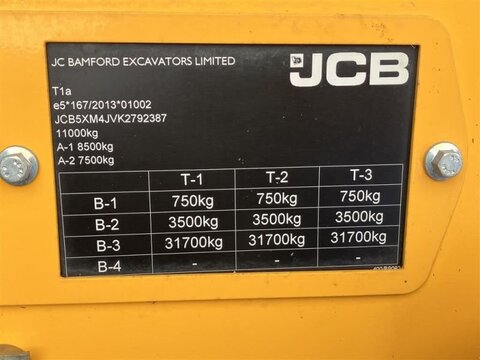 JC BAMFORD EXCAVATORS LIMITED
JCB
T1a
e5*167/2013*01002
JCB5XM4JVK2792387
11000kg
A-1 8500kg
A-2 7500kg
T-1 T-2 T-3
B-1 750kg 750kg 750kg
B-2 3500kg 3500kg 3500kg
B-3 31700kg 31700kg 31700kg
B-4 - - -